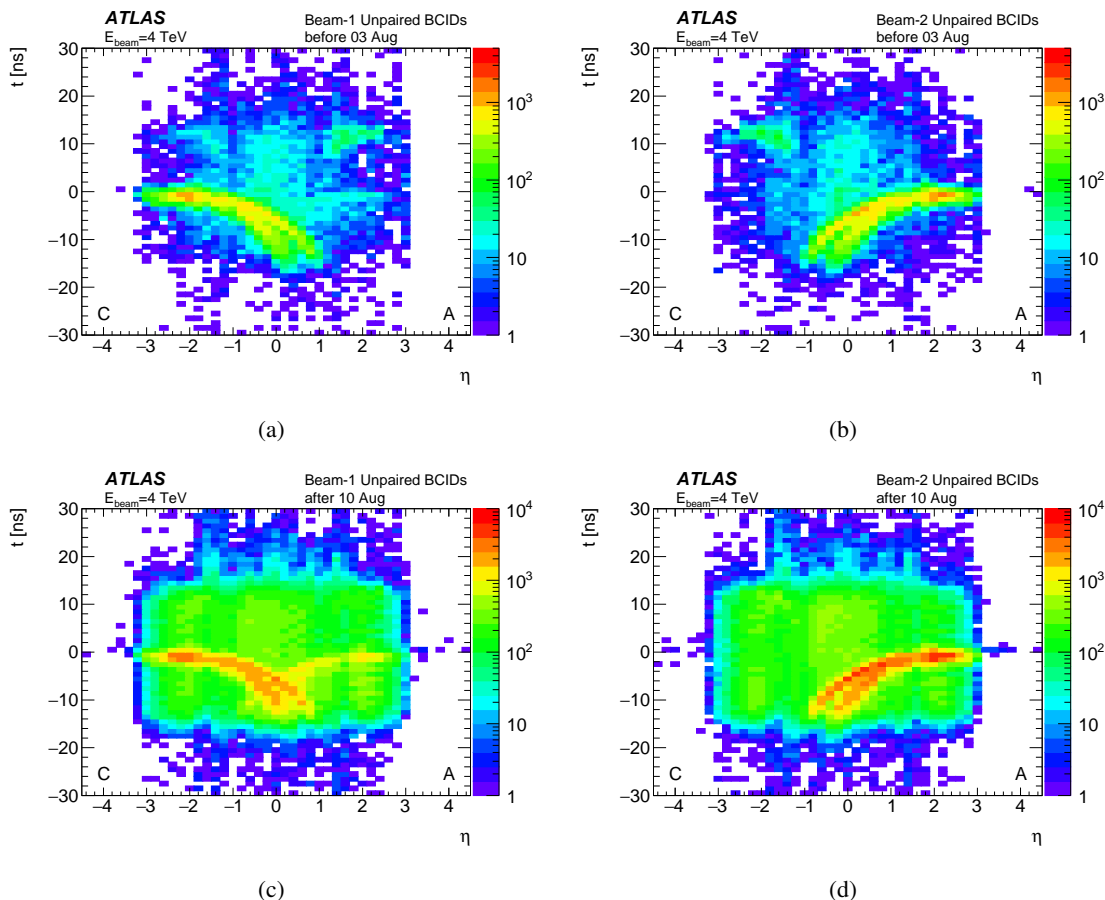 ATLAS Beam-1 Unpaired BCIDs
E_beam=4 TeV before 03 Aug
t [ns]
30
20
10
0
−10
−20
−30
C A
−4 −3 −2 −1 0 1 2 3 4
η
10^3
10^2
10
1
(a)
ATLAS Beam-2 Unpaired BCIDs
E_beam=4 TeV before 03 Aug
t [ns]
30
20
10
0
−10
−20
−30
C A
−4 −3 −2 −1 0 1 2 3 4
η
10^3
10^2
10
1
(b)
ATLAS Beam-1 Unpaired BCIDs
E_beam=4 TeV after 10 Aug
t [ns]
30
20
10
0
−10
−20
−30
C A
−4 −3 −2 −1 0 1 2 3 4
η
10^4
10^3
10^2
10
1
(c)
ATLAS Beam-2 Unpaired BCIDs
E_beam=4 TeV after 10 Aug
t [ns]
30
20
10
0
−10
−20
−30
C A
−4 −3 −2 −1 0 1 2 3 4
η
10^4
10^3
10^2
10
1
(d)